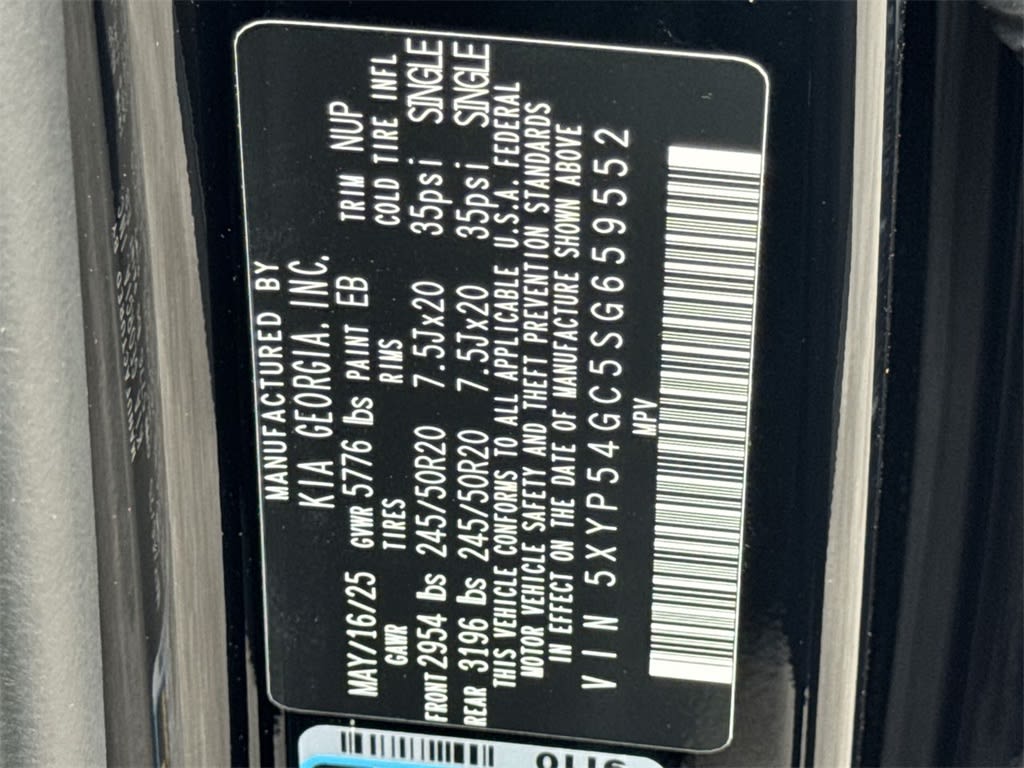 MANUFACTURED BY
KIA GEORGIA, INC.
MAY/16/25 GVWR 5776 lbs PAINT EB TRIM NUP
GAWR TIRES RIMS COLD TIRE INFL
FRONT 2954 lbs 245/50R20 7.5Jx20 35psi SINGLE
REAR 3196 lbs 245/50R20 7.5Jx20 35psi SINGLE
THIS VEHICLE CONFORMS TO ALL APPLICABLE U.S.A. FEDERAL
MOTOR VEHICLE SAFETY AND THEFT PREVENTION STANDARDS
IN EFFECT ON THE DATE OF MANUFACTURE SHOWN ABOVE
VIN 5XYP54GC5SG659552
MPV